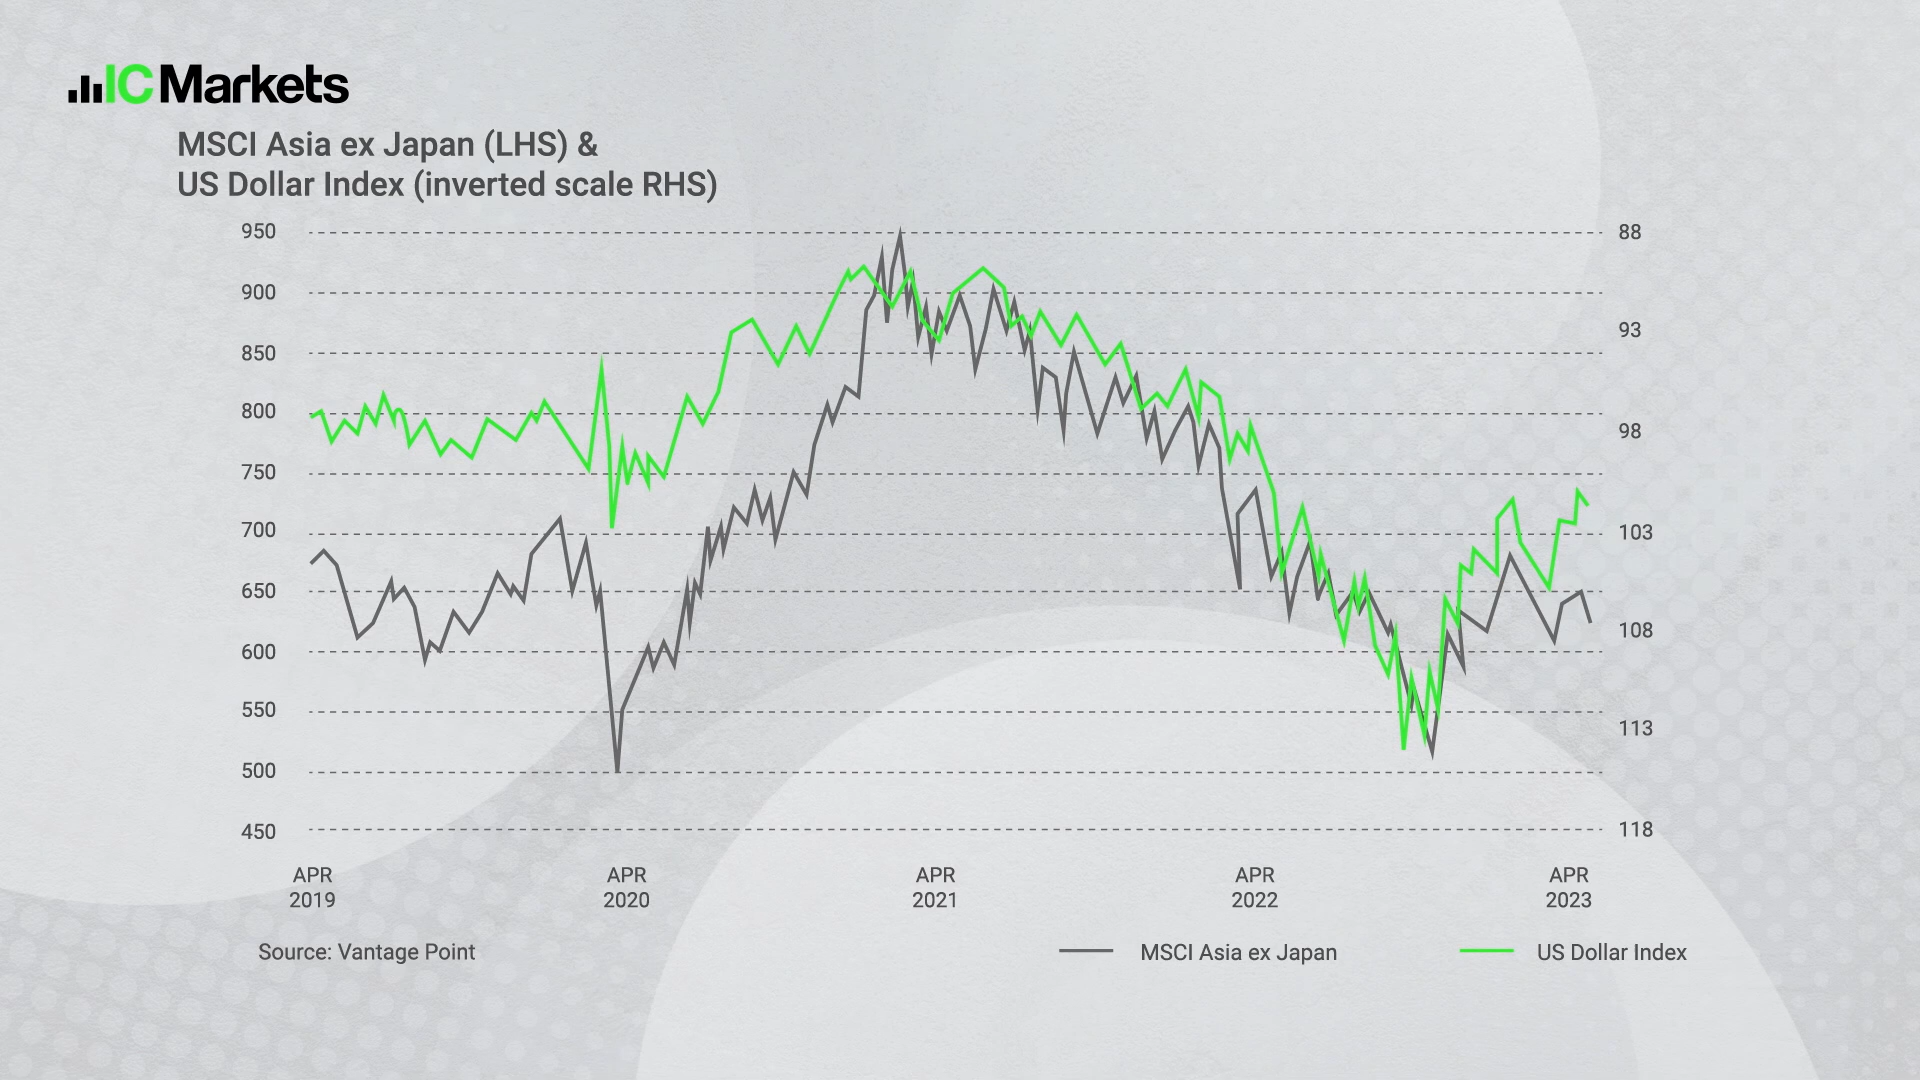 IC Markets
MSCI Asia ex Japan (LHS) &
US Dollar Index (inverted scale RHS)
950
900
850
800
750
700
650
600
550
500
450
88
93
98
103
108
113
118
APR
2019
APR
2020
APR
2021
APR
2022
APR
2023
Source: Vantage Point
MSCI Asia ex Japan
US Dollar Index